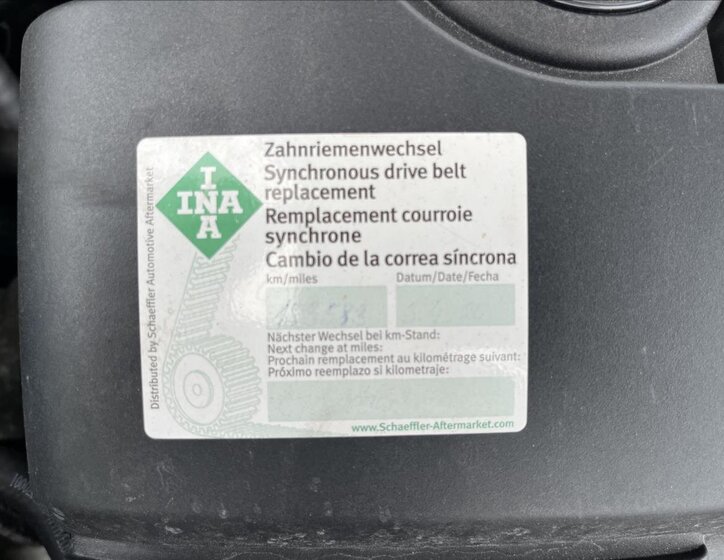 INA
INA
Zahnriemenwechsel
Synchronous drive belt
replacement
Remplacement courroie
synchrone
Cambio de la correa síncrona
km/miles
Datum/Date/Fecha
Nächster Wechsel bei km-Stand:
Next change at miles:
Prochain remplacement au kilométrage suivant:
Próximo reemplazo si kilometraje:
www.Schaeffler-Aftermarket.com
Distributed by Schaeffler Automotive Aftermarket